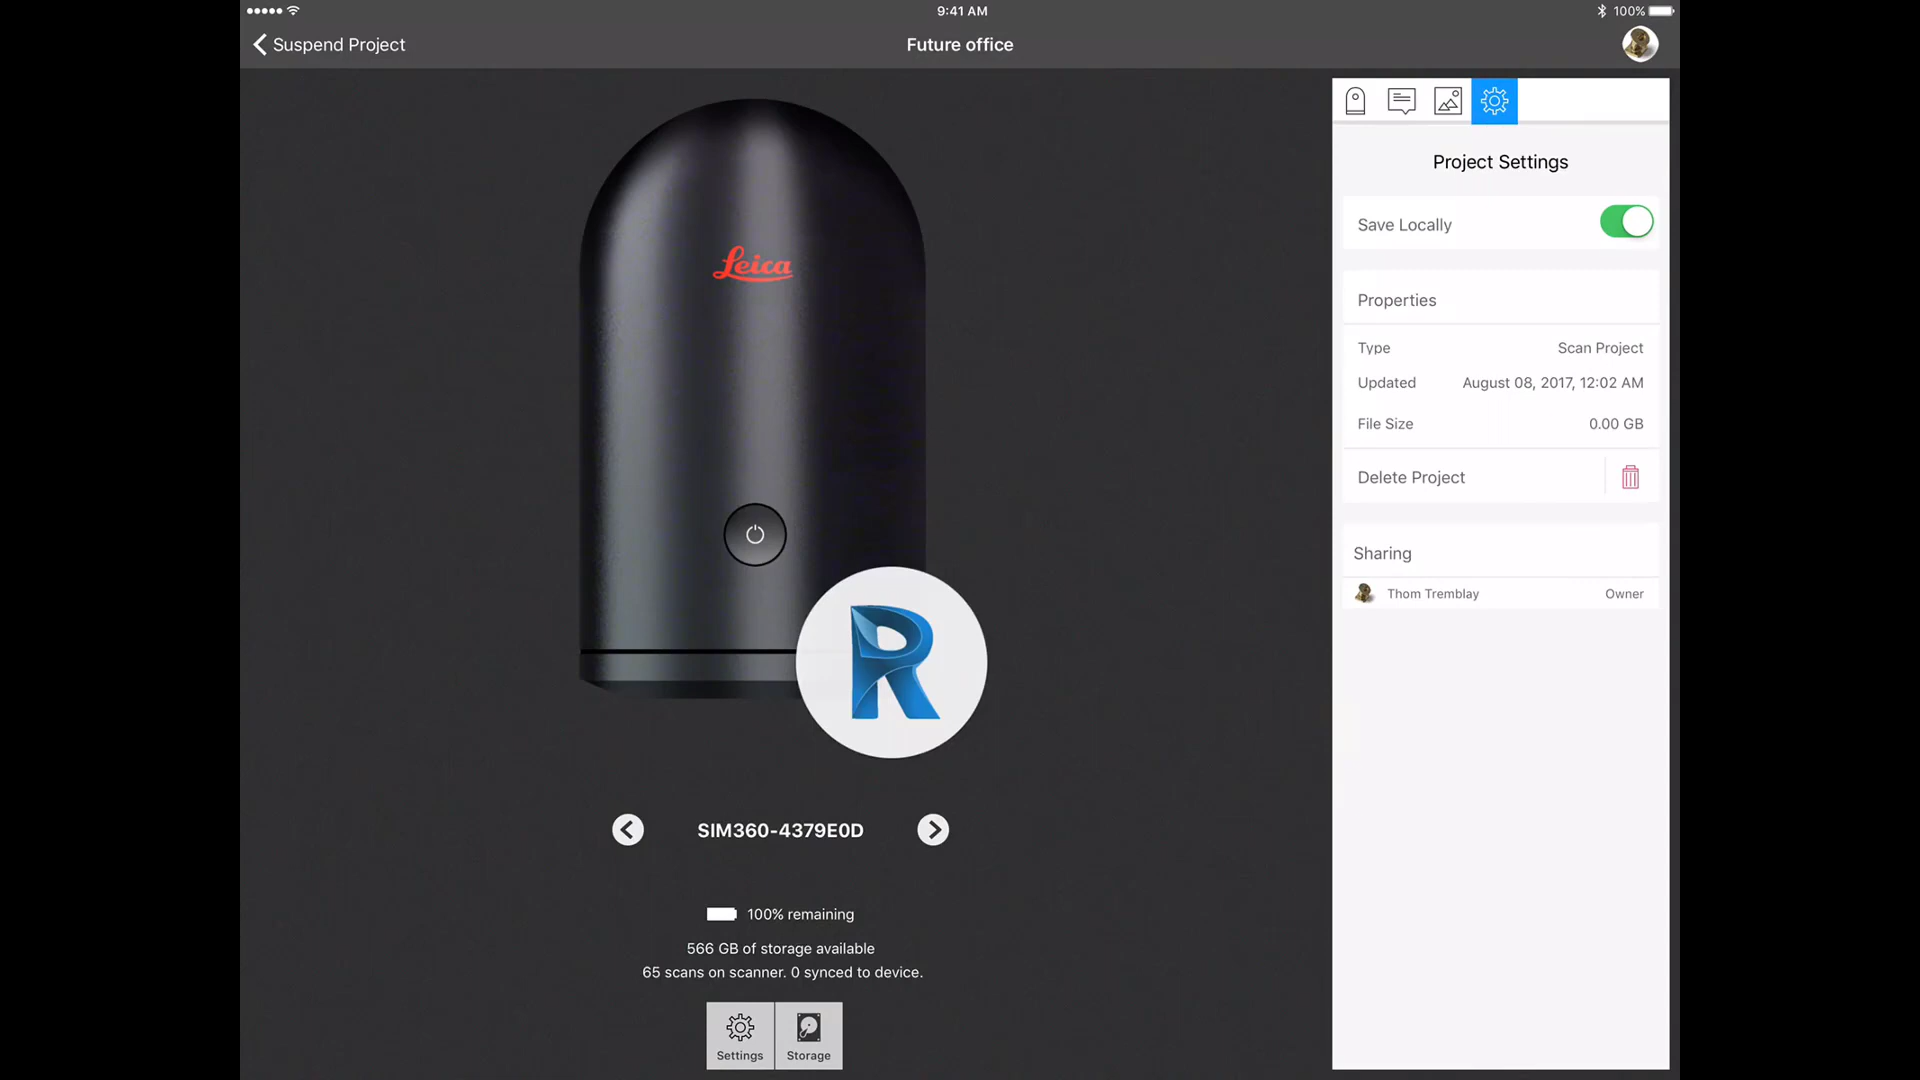 9:41 AM
100%
Suspend Project
Future office
Leica
R
SIM360-4379E0D
100% remaining
566 GB of storage available
65 scans on scanner. 0 synced to device.
Settings
Storage
Project Settings
Save Locally
Properties
Type Scan Project
Updated August 08, 2017, 12:02 AM
File Size 0.00 GB
Delete Project
Sharing
Thom Tremblay Owner